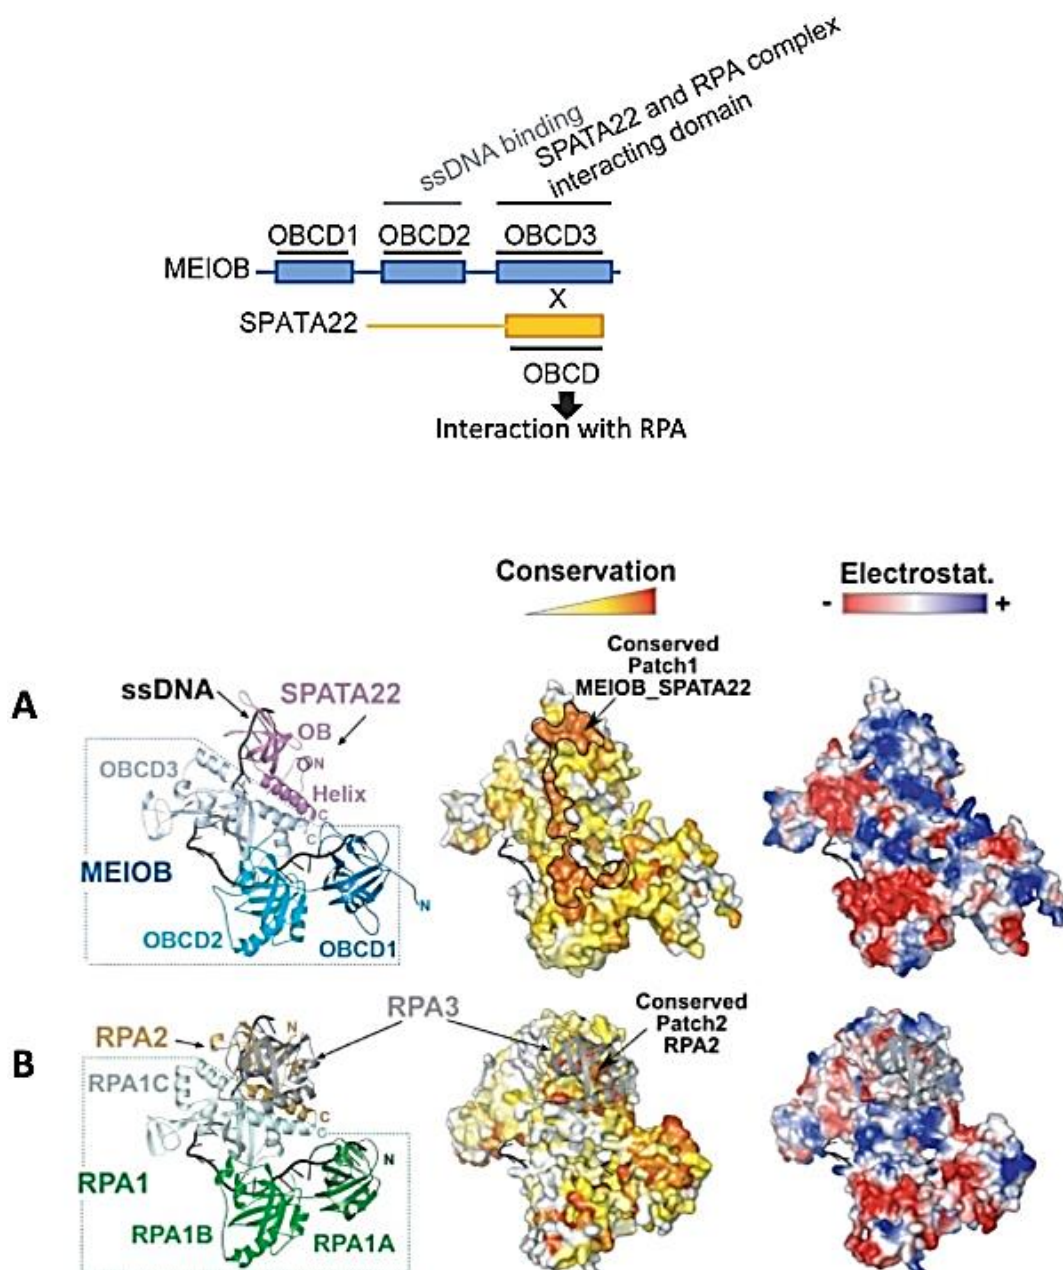 ssDNA binding
SPATA22 and RPA complex
interacting domain
OBCD1 OBCD2 OBCD3
MEIOB
X
SPATA22
OBCD
Interaction with RPA
Conservation
Electrostat.
- +
Conserved
Patch1
MEIOB_SPATA22
A
ssDNA
SPATA22
OB
N
OBCD3
Helix
C
C
MEIOB
N
OBCD2
OBCD1
RPA3
Conserved
Patch2
RPA2
B
RPA2
N
RPA1C
C
C
N
RPA1
RPA1B
RPA1A